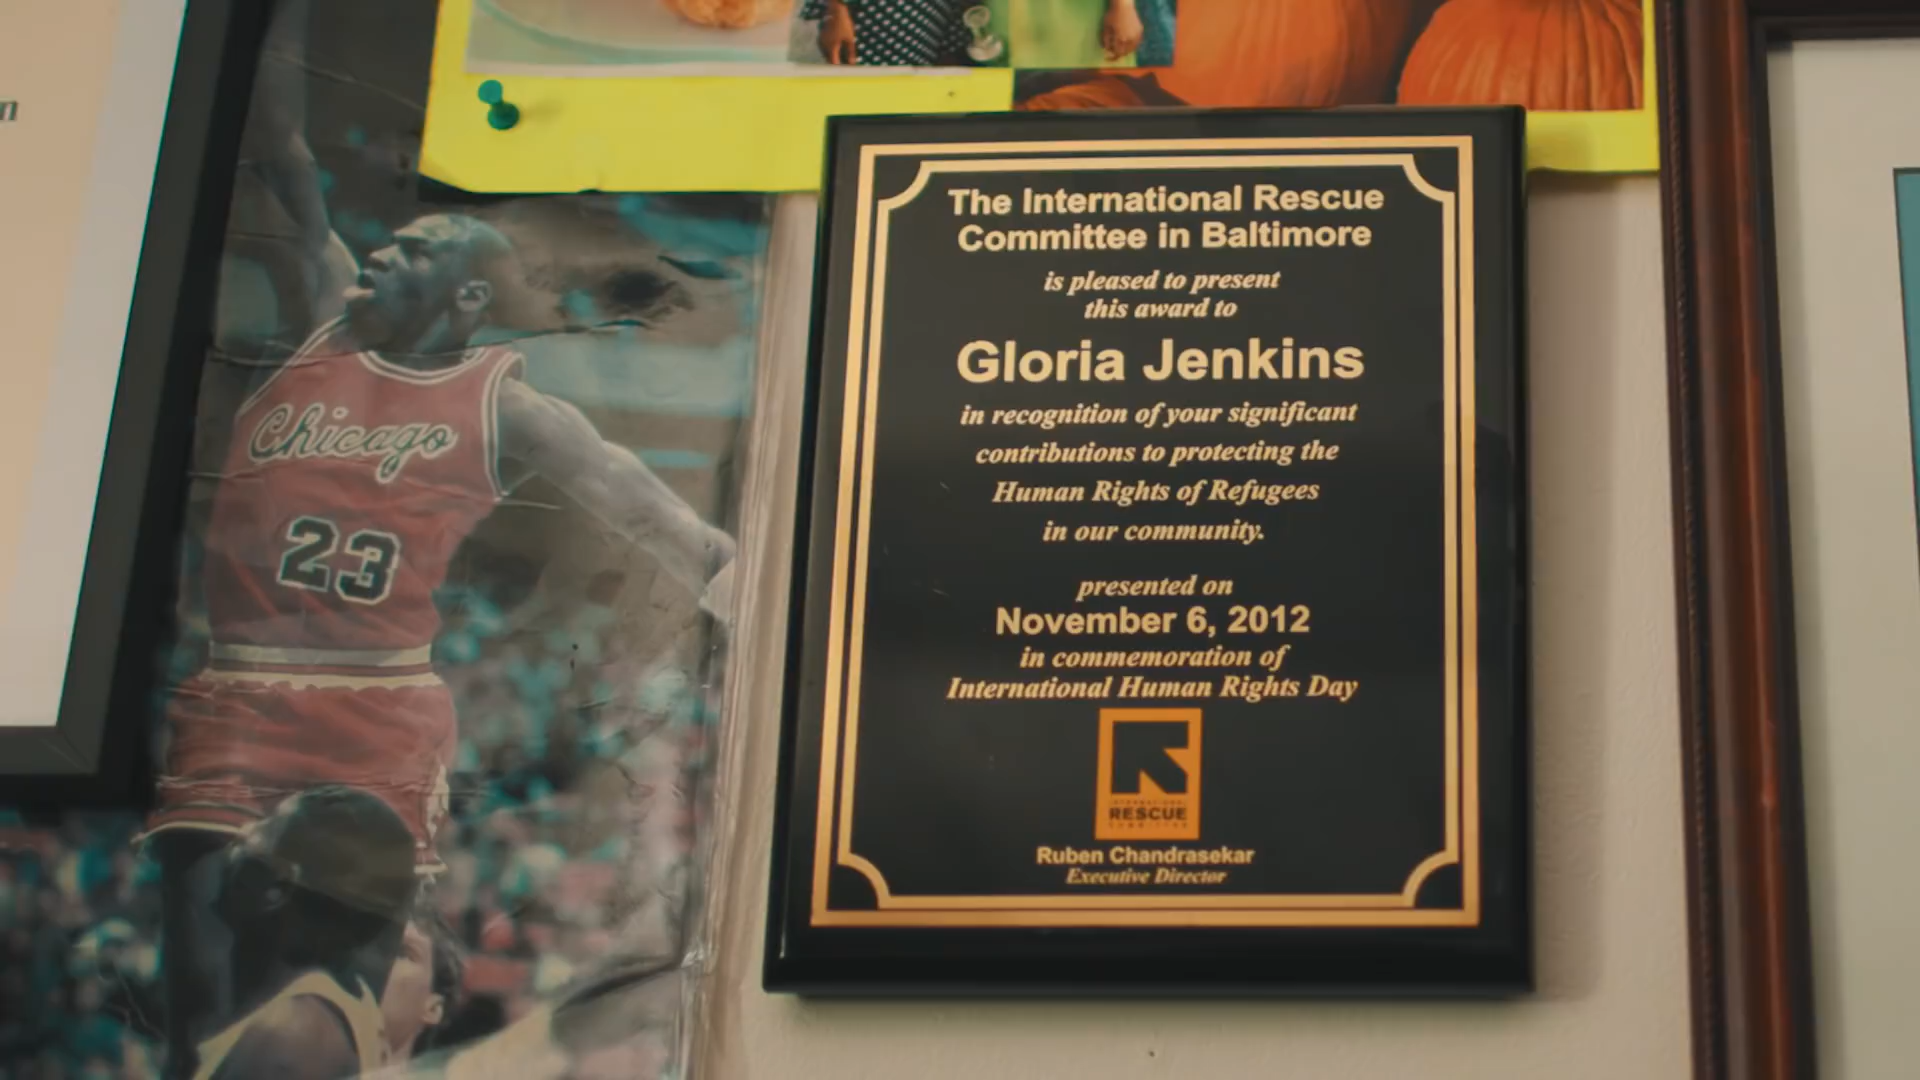 n
Chicago
23
The International Rescue
Committee in Baltimore
is pleased to present
this award to
Gloria Jenkins
in recognition of your significant
contributions to protecting the
Human Rights of Refugees
in our community.
presented on
November 6, 2012
in commemoration of
International Human Rights Day
INTERNATIONAL
RESCUE
COMMITTEE
Ruben Chandrasekar
Executive Director